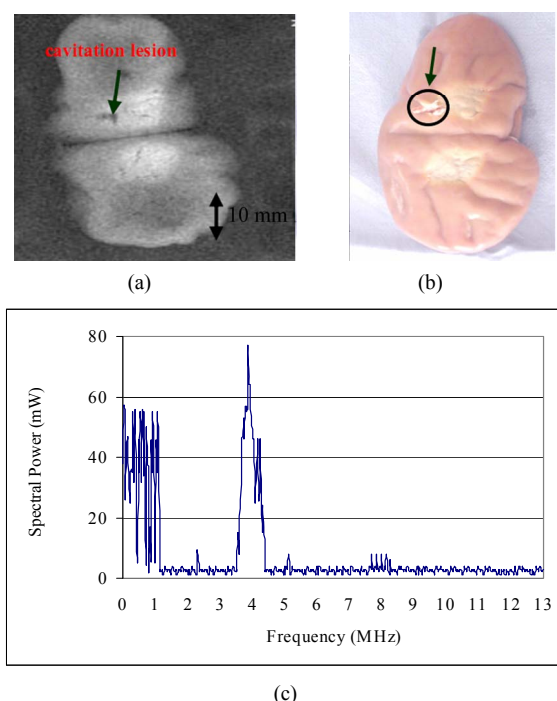 cavitation lesion
10 mm
(a)
(b)
80
60
40
20
0
Spectral Power (mW)
0 1 2 3 4 5 6 7 8 9 10 11 12 13
Frequency (MHz)
(c)